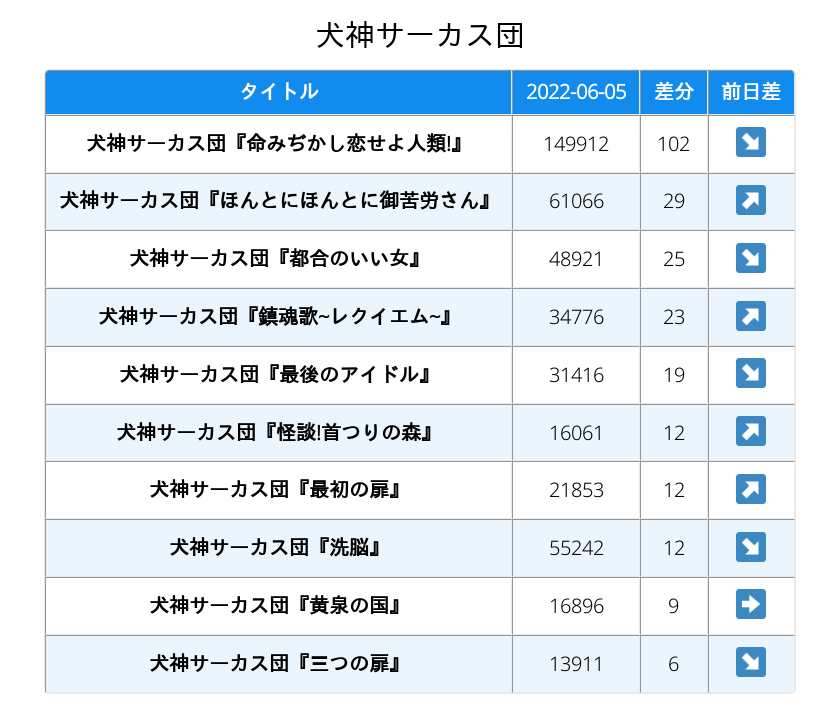 犬神サーカス団
タイトル 2022-06-05 差分 前日差
犬神サーカス団『命みぢかし恋せよ人類!』 149912 102 ↘
犬神サーカス団『ほんとにほんとに御苦労さん』 61066 29 ↗
犬神サーカス団『都合のいい女』 48921 25 ↘
犬神サーカス団『鎮魂歌~レクイエム~』 34776 23 ↗
犬神サーカス団『最後のアイドル』 31416 19 ↘
犬神サーカス団『怪談!首つりの森』 16061 12 ↗
犬神サーカス団『最初の扉』 21853 12 ↗
犬神サーカス団『洗脳』 55242 12 ↘
犬神サーカス団『黄泉の国』 16896 9 ➡
犬神サーカス団『三つの扉』 13911 6 ↘